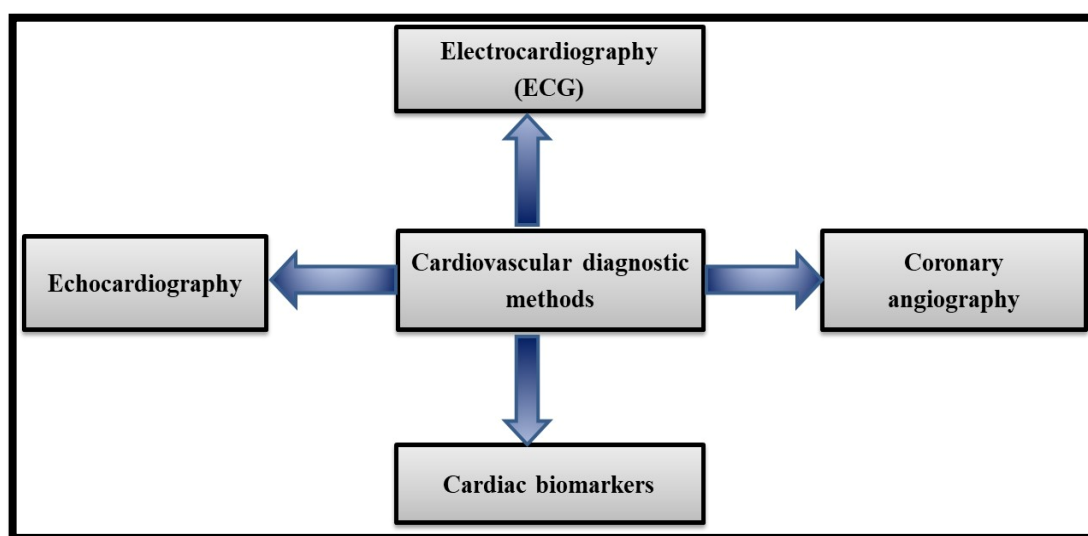 Electrocardiography
(ECG)
Echocardiography
Cardiovascular diagnostic
methods
Coronary
angiography
Cardiac biomarkers